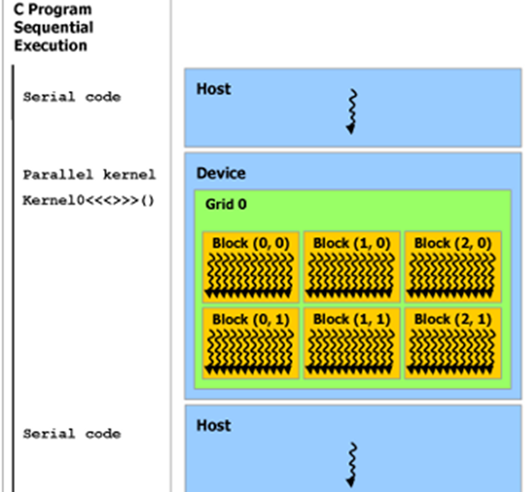 C Program
Sequential
Execution
Serial code
Host
Parallel kernel
Kernel0<<<>>>()
Device
Grid 0
Block (0, 0) Block (1, 0) Block (2, 0)
Block (0, 1) Block (1, 1) Block (2, 1)
Serial code
Host